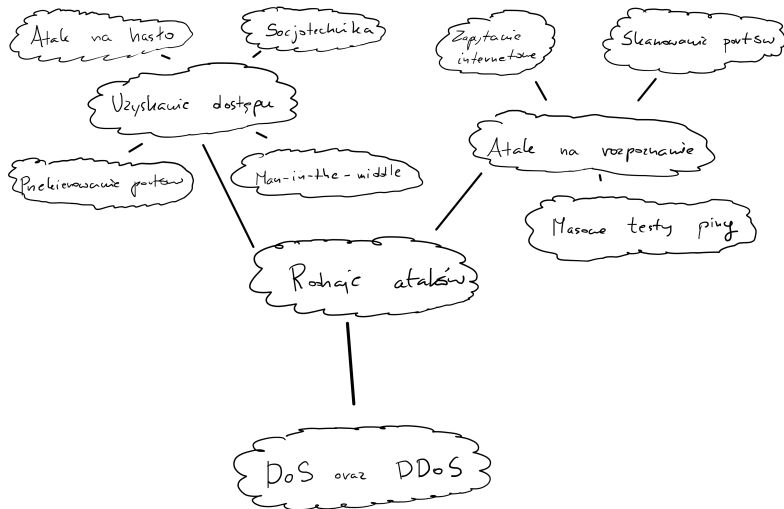 Atak na hasło
Socjotechnika
Zapytanie
internetowe
Skanowanie portów
Uzyskanie dostępu
Atak na rozpoznanie
Przekierowanie portów
Man-in-the-middle
Masowe testy ping
Rodzaje ataków
DoS oraz DDoS